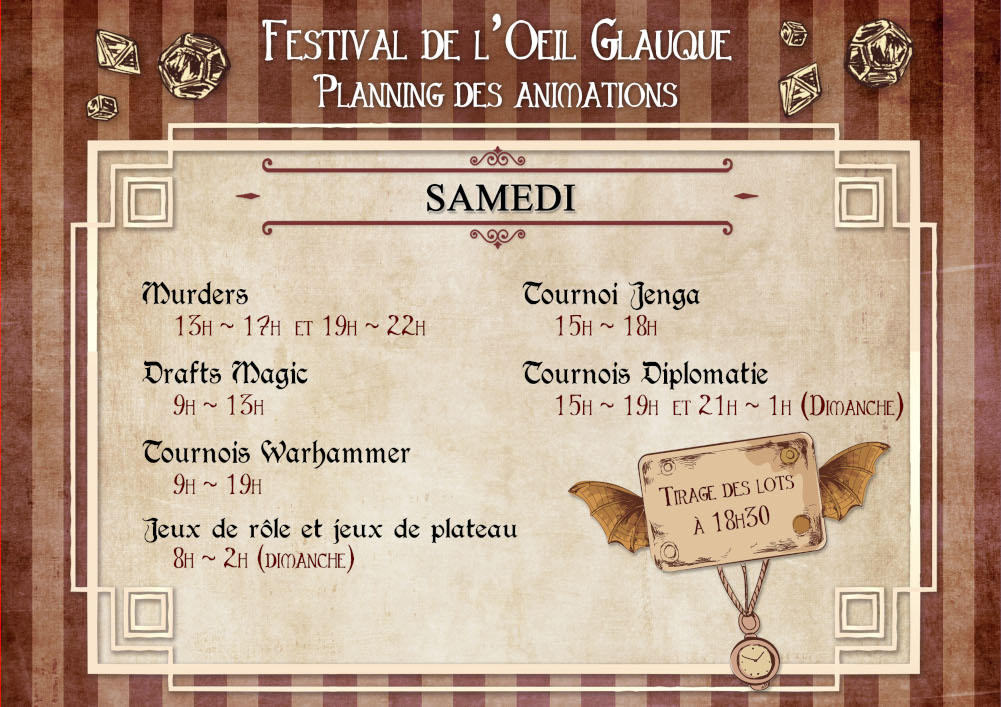 Festival de l'Oeil Glauque
Planning des animations
SAMEDI
Murders
13h ~ 17h et 19h ~ 22h
Drafts Magic
9h ~ 13h
Tournois Warhammer
9h ~ 19h
Jeux de rôle et jeux de plateau
8h ~ 2h (dimanche)
Tournoi Jenga
15h ~ 18h
Tournois Diplomatie
15h ~ 19h et 21h ~ 1h (Dimanche)
Tirage des lots
à 18h30